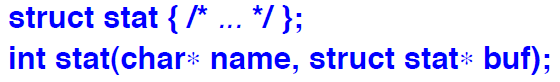 struct stat { /* ... */ };
int stat(char* name, struct stat* buf);